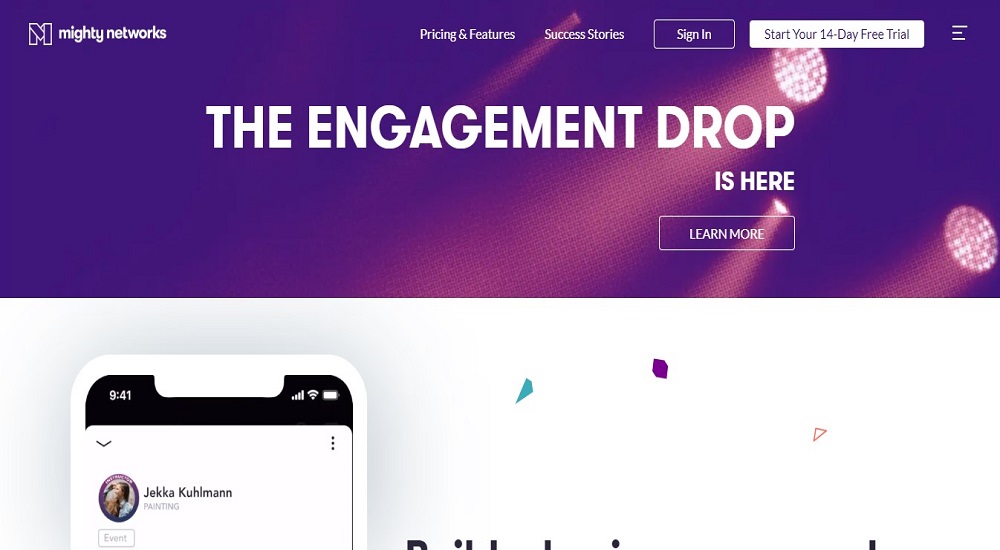 mighty networks
Pricing & Features
Success Stories
Sign In
Start Your 14-Day Free Trial
THE ENGAGEMENT DROP
IS HERE
LEARN MORE
9:41
INSTRUCTOR
Jekka Kuhlmann
PAINTING
Event